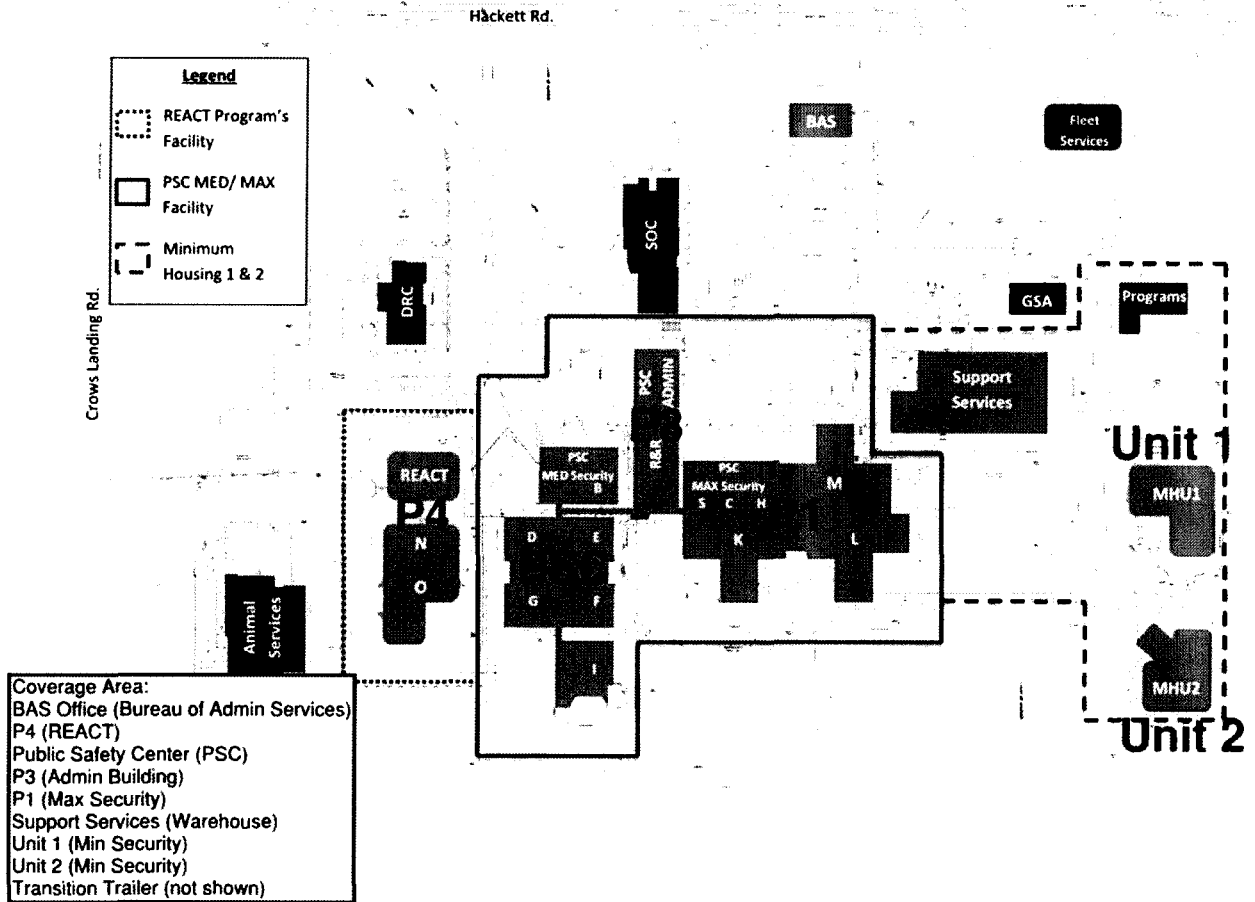 Hackett Rd.
Legend
REACT Program's
Facility
PSC MED/ MAX
Facility
Minimum
Housing 1 & 2
Crows Landing Rd.
BAS
Fleet
Services
SOC
DRC
GSA
Programs
PSC
ADMIN
R&R
Support
Services
Unit 1
MHU1
REACT
P4
N
O
PSC
MED Security
B
PSC
MAX Security
S C H
M
D E
K
L
G F
I
Animal
Services
MHU2
Unit 2
Coverage Area:
BAS Office (Bureau of Admin Services)
P4 (REACT)
Public Safety Center (PSC)
P3 (Admin Building)
P1 (Max Security)
Support Services (Warehouse)
Unit 1 (Min Security)
Unit 2 (Min Security)
Transition Trailer (not shown)